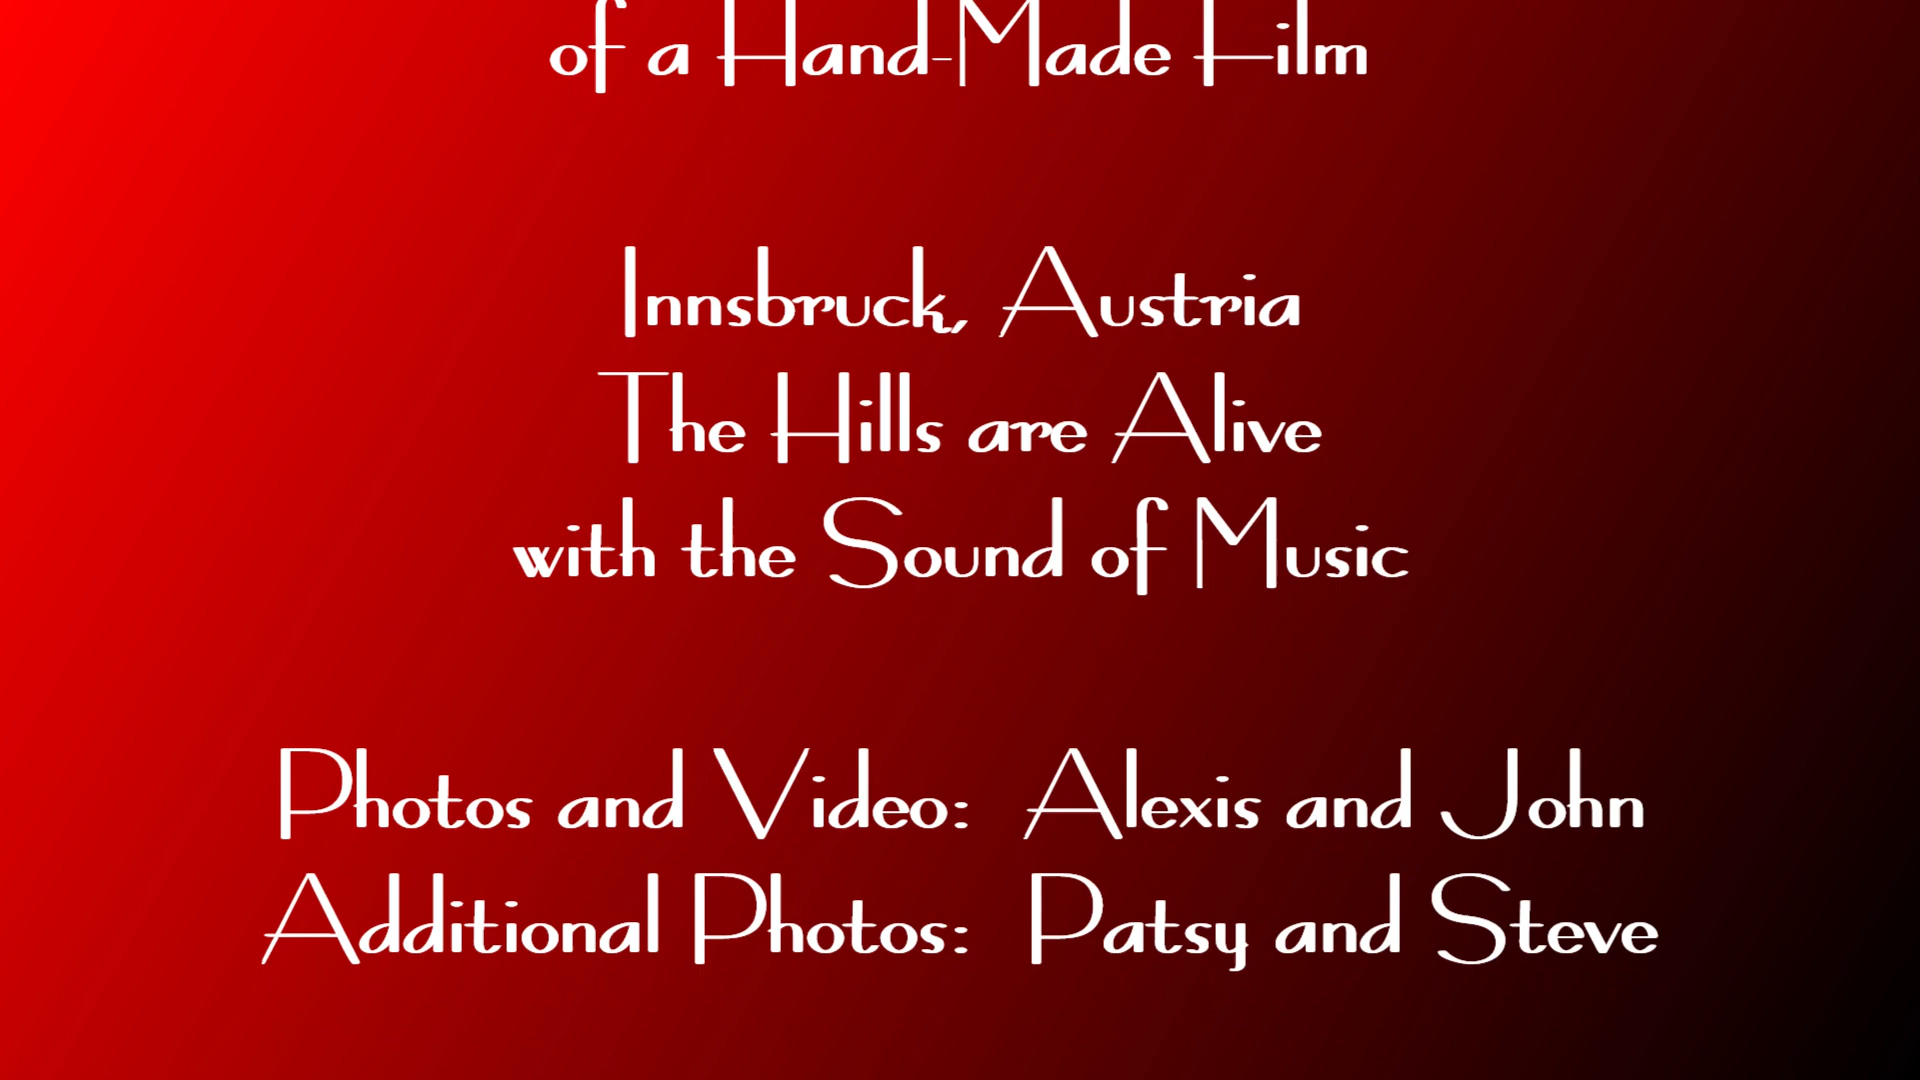 of a Hand-Made Film
Innsbruck, Austria
The Hills are Alive
with the Sound of Music
Photos and Video: Alexis and John
Additional Photos: Patsy and Steve